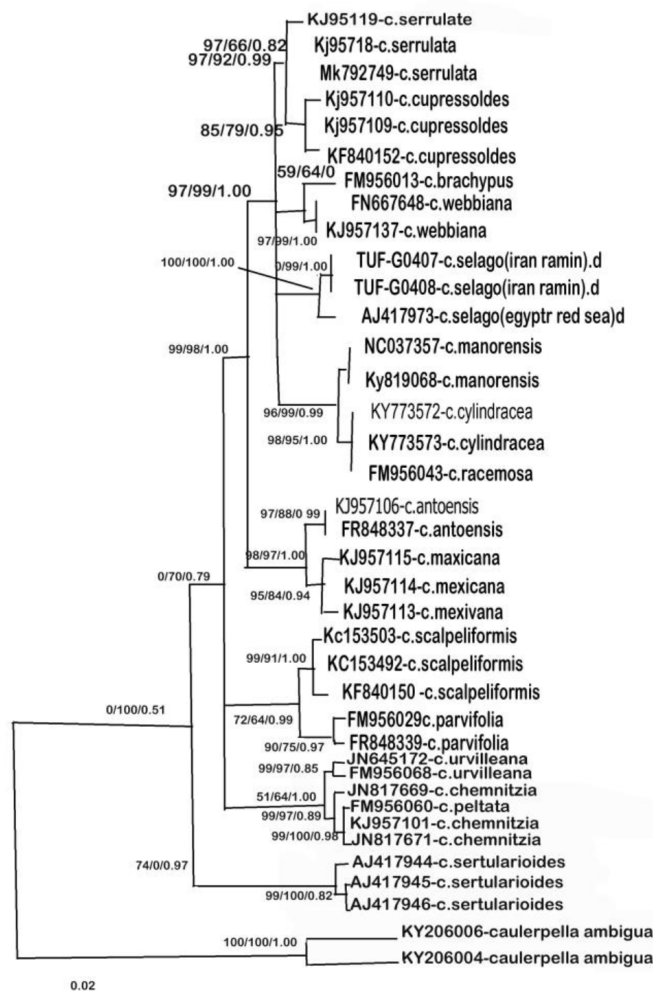 KJ95119-c.serrulate
97/66/0.82
Kj95718-c.serrulata
97/92/0.99
Mk792749-c.serrulata
Kj957110-c.cupressoldes
85/79/0.95
Kj957109-c.cupressoldes
KF840152-c.cupressoldes
59/64/0
FM956013-c.brachypus
97/99/1.00
FN667648-c.webbiana
KJ957137-c.webbiana
97/99/1.00
100/100/1.00
0/99/1.00
TUF-G0407-c.selago(iran ramin).d
TUF-G0408-c.selago(iran ramin).d
AJ417973-c.selago(egyptr red sea)d
NC037357-c.manorensis
99/98/1.00
Ky819068-c.manorensis
96/99/0.99
KY773572-c.cylindracea
98/95/1.00
KY773573-c.cylindracea
FM956043-c.racemosa
KJ957106-c.antoensis
97/88/0 99
FR848337-c.antoensis
98/97/1.00
KJ957115-c.maxicana
0/70/0.79
KJ957114-c.mexicana
95/84/0.94
KJ957113-c.mexivana
Kc153503-c.scalpeliformis
99/91/1.00
KC153492-c.scalpeliformis
KF840150 -c.scalpeliformis
0/100/0.51
72/64/0.99
FM956029c.parvifolia
90/75/0.97
FR848339-c.parvifolia
JN645172-c.urvilleana
99/97/0.85
FM956068-c.urvilleana
51/64/1.00
JN817669-c.chemnitzia
FM956060-c.peltata
99/97/0.89
KJ957101-c.chemnitzia
99/100/0.98
JN817671-c.chemnitzia
74/0/0.97
AJ417944-c.sertularioides
AJ417945-c.sertularioides
99/100/0.82
AJ417946-c.sertularioides
KY206006-caulerpella ambigua
100/100/1.00
KY206004-caulerpella ambigua
0.02